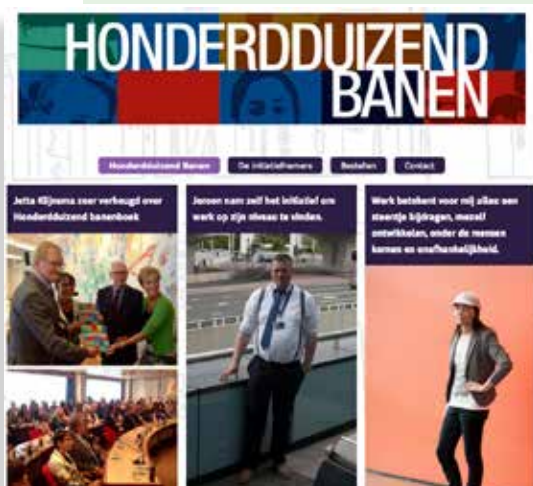 HONDERDDUIZEND
BANEN
Honderdduizend Banen
De initiatiefnemers
Bestellen
Contact
Jetta Klijnsma zeer verheugd over
Honderdduizend banenboek
Jeroen nam zelf het initiatief om
werk op zijn niveau te vinden.
Werk betekent voor mij alles: een
steentje bijdragen, mezelf
ontwikkelen, onder de mensen
komen en onafhankelijkheid.